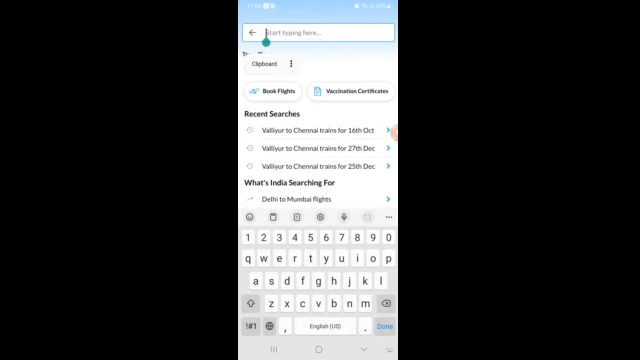 11:05
Start typing here...
Clipboard
Book Flights
Vaccination Certificates
Recent Searches
Valliyur to Chennai trains for 16th Oct
Valliyur to Chennai trains for 27th Dec
Valliyur to Chennai trains for 25th Dec
What's India Searching For
Delhi to Mumbai flights
1 2 3 4 5 6 7 8 9 0
q w e r t y u i o p
a s d f g h j k l
z x c v b n m
!#1 , English (US) . Done